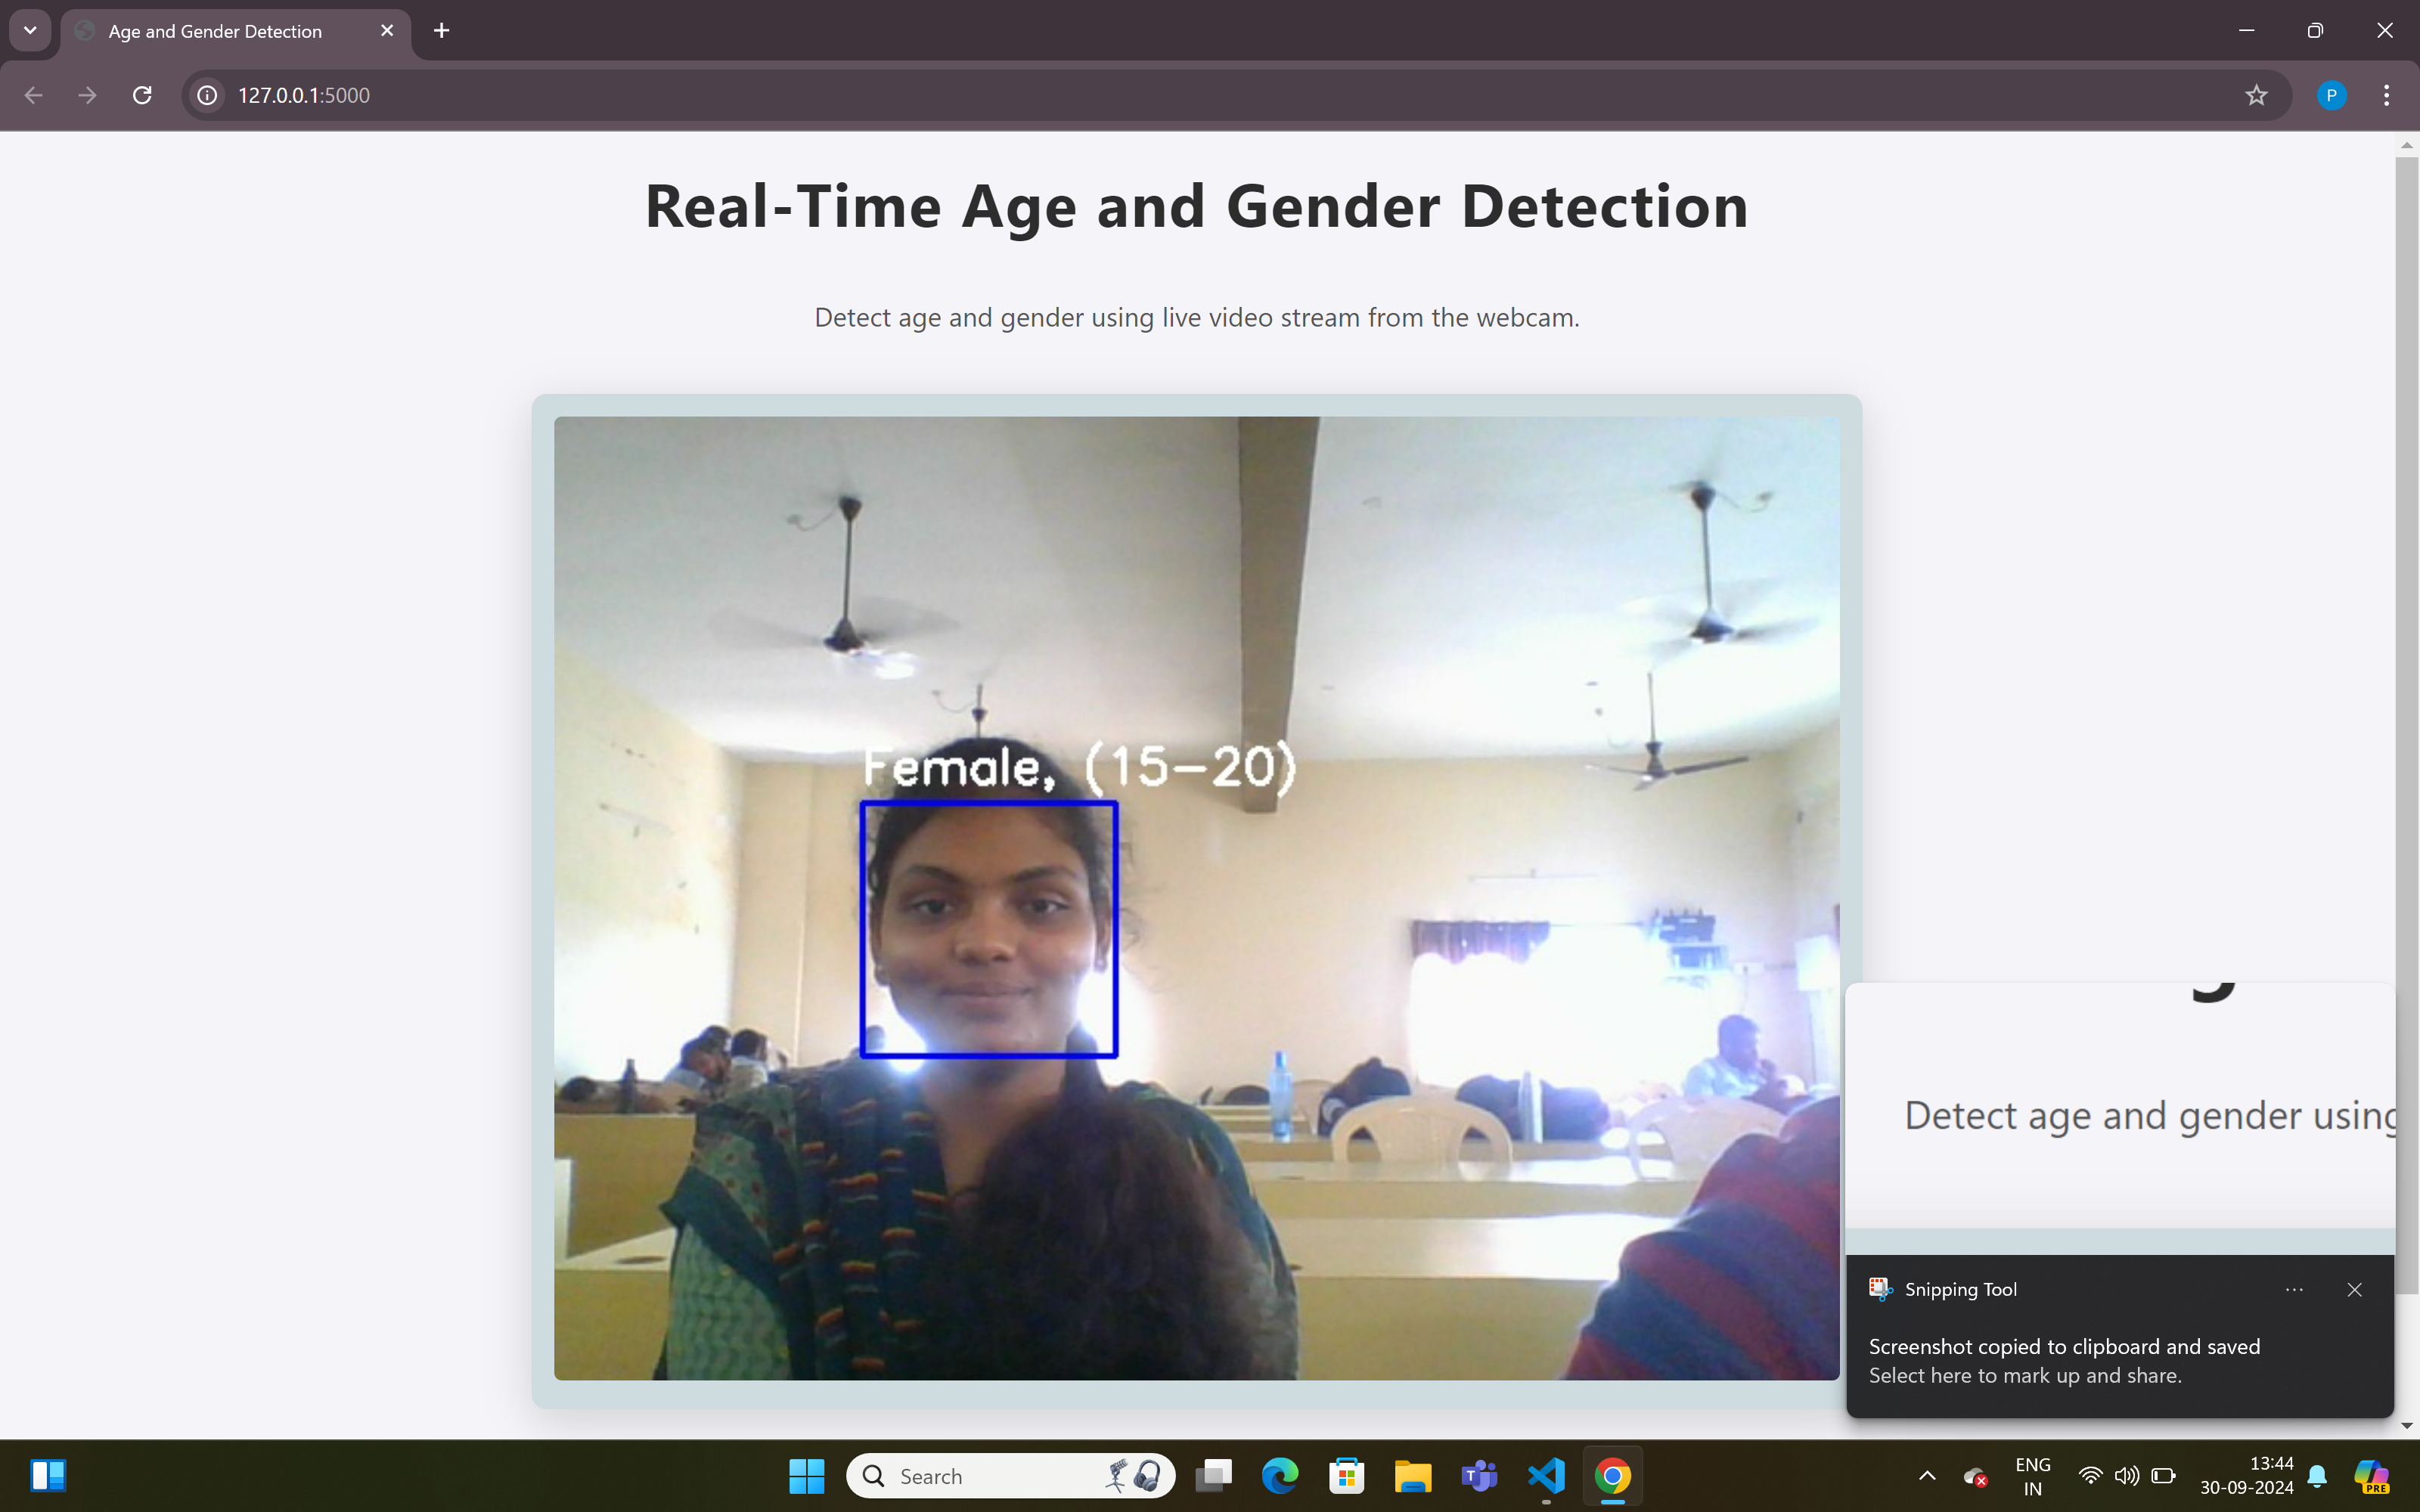 Age and Gender Detection
127.0.0.1:5000
P
Real-Time Age and Gender Detection
Detect age and gender using live video stream from the webcam.
Female, (15-20)
Detect age and gender using
Snipping Tool
Screenshot copied to clipboard and saved
Select here to mark up and share.
Search
T
PRE
ENG
IN
13:44
30-09-2024